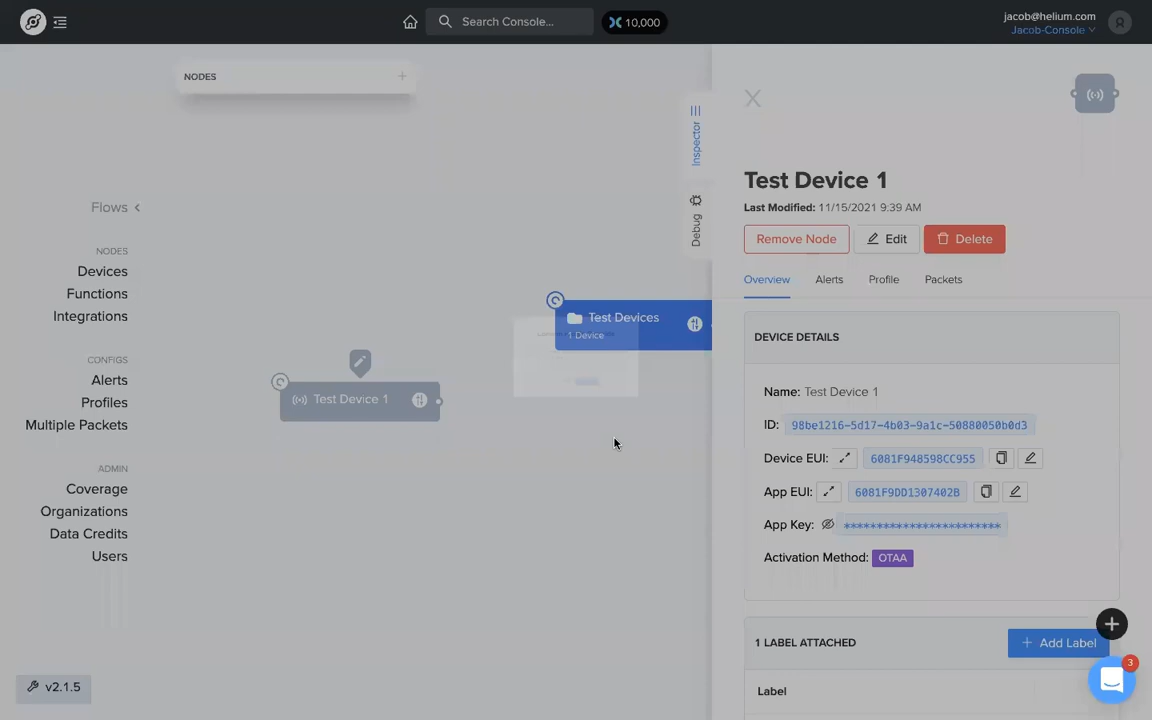 Search Console...
10,000
jacob@helium.com
Jacob-Console
R
NODES
Inspector
Debug
Flows
NODES
Devices
Functions
Integrations
CONFIGS
Alerts
Profiles
Multiple Packets
ADMIN
Coverage
Organizations
Data Credits
Users
v2.1.5
Test Device 1
Test Devices
1 Device
Test Device 1
Last Modified: 11/15/2021 9:39 AM
Remove Node
Edit
Delete
Overview
Alerts
Profile
Packets
DEVICE DETAILS
Name: Test Device 1
ID: 98be1216-5d17-4b03-9a1c-50880050b0d3
Device EUI: 6081F948598CC955
App EUI: 6081F9DD1307402B
App Key: ************************
Activation Method: OTAA
1 LABEL ATTACHED
Add Label
Label
3